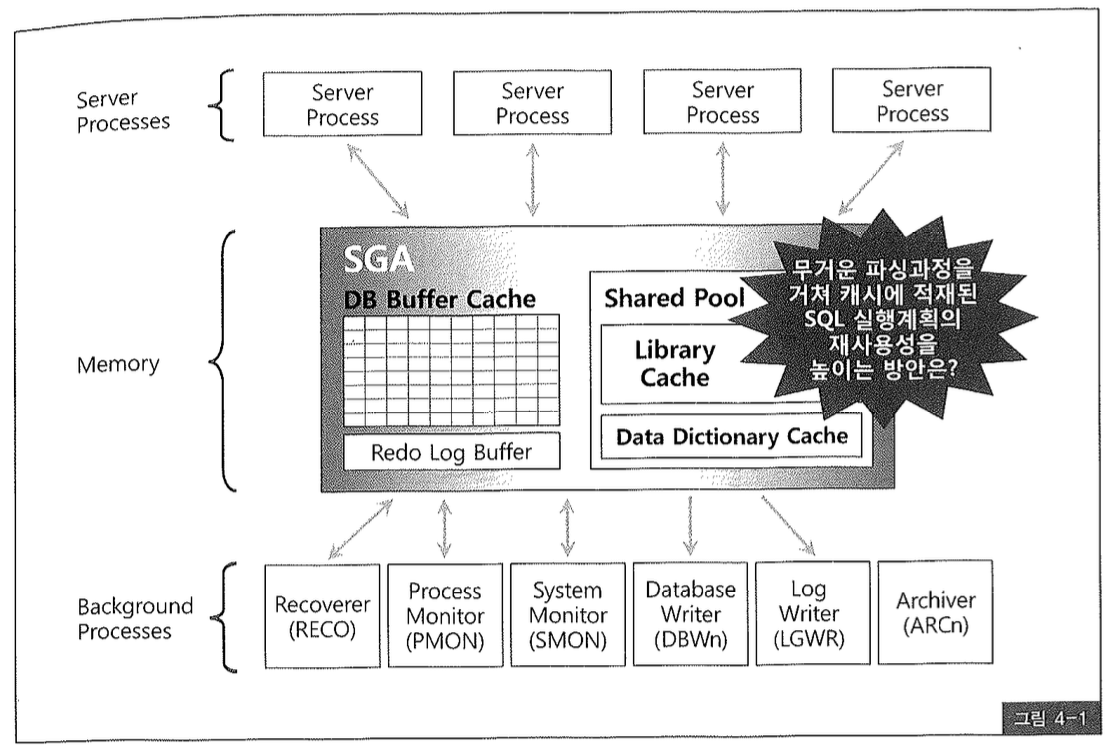 Server
Processes
Server
Process
Server
Process
Server
Process
Server
Process
Memory
SGA
DB Buffer Cache
Redo Log Buffer
Shared Pool
Library
Cache
Data Dictionary Cache
무거운 파싱과정을
거쳐 캐시에 적재된
SQL 실행계획의
재사용성을
높이는 방안은?
Background
Processes
Recoverer
(RECO)
Process
Monitor
(PMON)
System
Monitor
(SMON)
Database
Writer
(DBWn)
Log
Writer
(LGWR)
Archiver
(ARCn)
그림 4-1